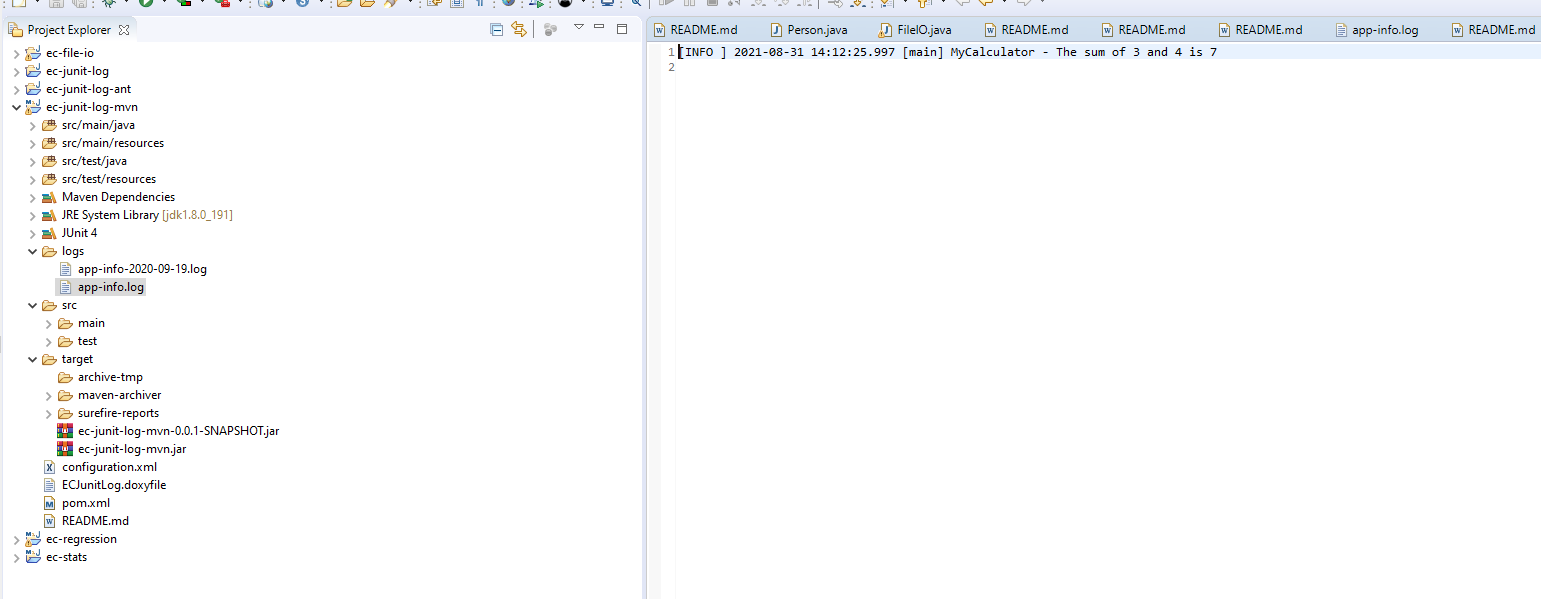 Project Explorer
ec-file-io
ec-junit-log
ec-junit-log-ant
ec-junit-log-mvn
src/main/java
src/main/resources
src/test/java
src/test/resources
Maven Dependencies
JRE System Library [jdk1.8.0_191]
JUnit 4
logs
app-info-2020-09-19.log
app-info.log
src
main
test
target
archive-tmp
maven-archiver
surefire-reports
ec-junit-log-mvn-0.0.1-SNAPSHOT.jar
ec-junit-log-mvn.jar
configuration.xml
ECJunitLog.doxyfile
pom.xml
README.md
ec-regression
ec-stats
README.md Person.java FileIO.java README.md README.md README.md app-info.log README.md
1 [INFO ] 2021-08-31 14:12:25.997 [main] MyCalculator - The sum of 3 and 4 is 7
2